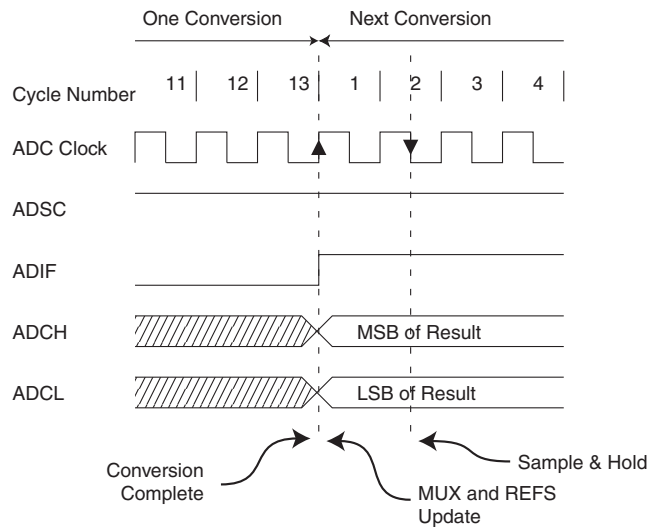 One Conversion Next Conversion
Cycle Number 11 12 13 1 2 3 4
ADC Clock
ADSC
ADIF
ADCH MSB of Result
ADCL LSB of Result
Conversion
Complete
MUX and REFS
Update
Sample & Hold